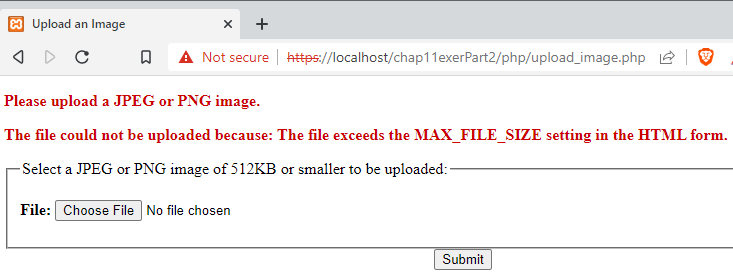 Upload an Image
Not secure https://localhost/chap11exerPart2/php/upload_image.php
Please upload a JPEG or PNG image.
The file could not be uploaded because: The file exceeds the MAX_FILE_SIZE setting in the HTML form.
Select a JPEG or PNG image of 512KB or smaller to be uploaded:
File: Choose File No file chosen
Submit